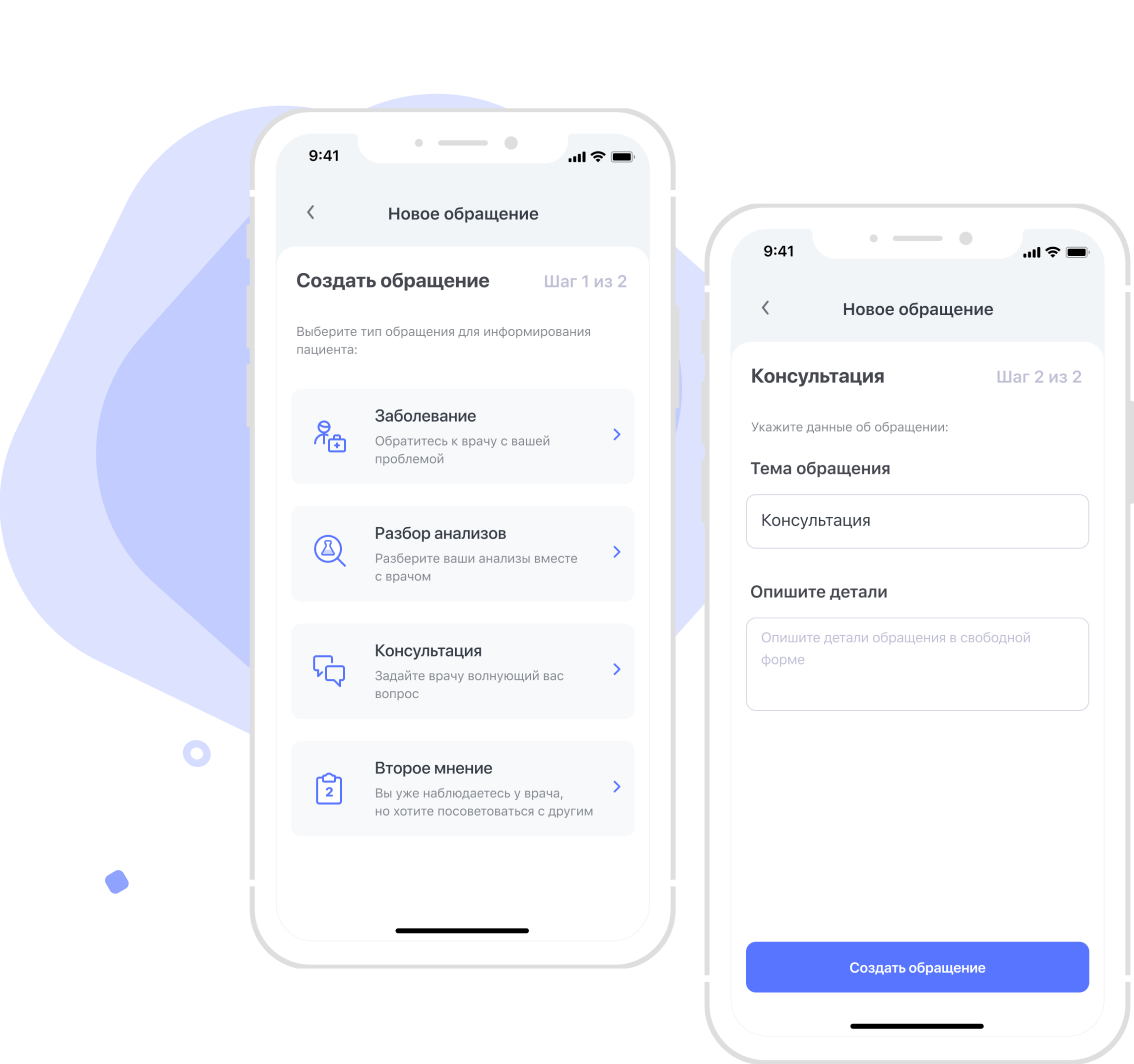 9:41
Новое обращение
Создать обращение
Шаг 1 из 2
Выберите тип обращения для информирования
пациента:
Заболевание
Обратитесь к врачу с вашей
проблемой
Разбор анализов
Разберите ваши анализы вместе
с врачом
Консультация
Задайте врачу волнующий вас
вопрос
2
Второе мнение
Вы уже наблюдаетесь у врача,
но хотите посоветоваться с другим
9:41
Новое обращение
Консультация
Шаг 2 из 2
Укажите данные об обращении:
Тема обращения
Консультация
Опишите детали
Опишите детали обращения в свободной
форме
Создать обращение